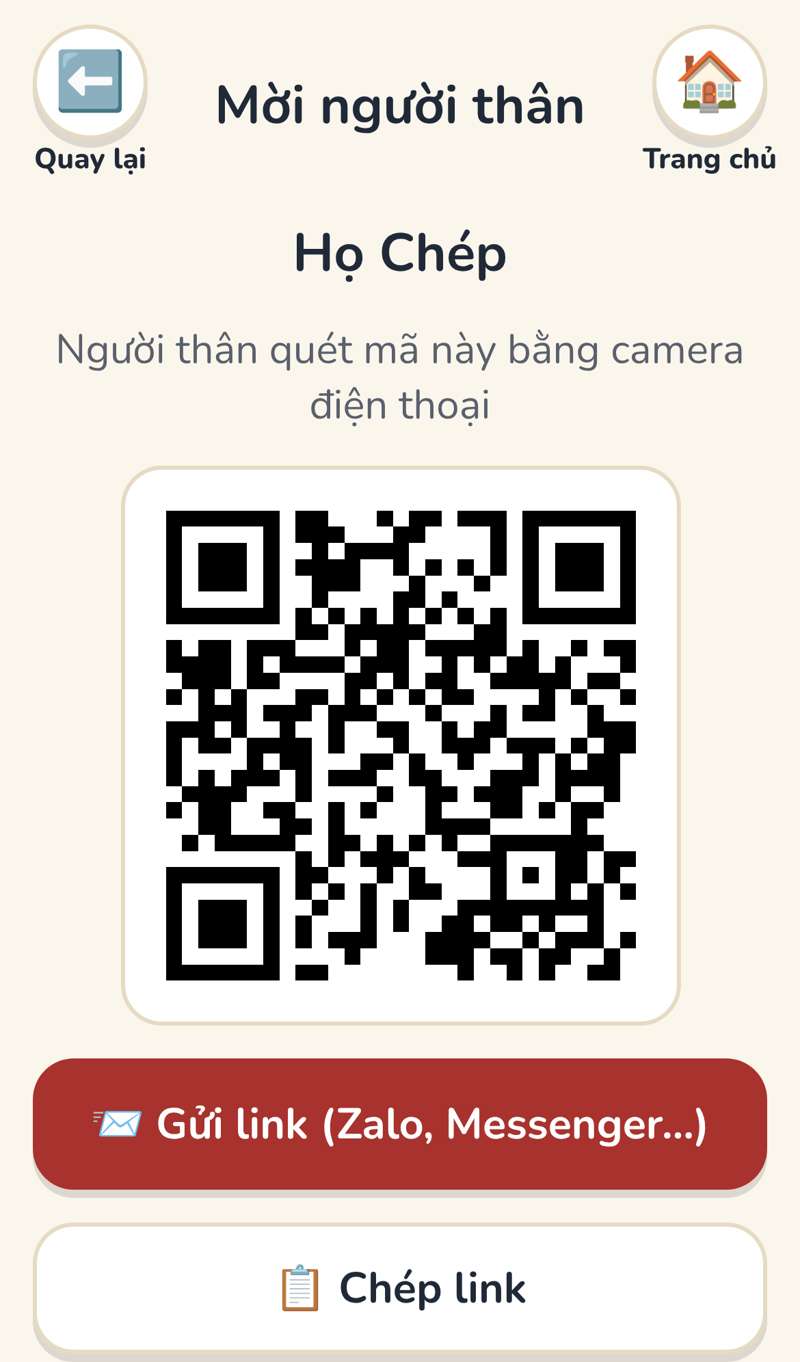 Mời người thân
Quay lại
Trang chủ
Họ Chép
Người thân quét mã này bằng camera
điện thoại
Gửi link (Zalo, Messenger...)
Chép link